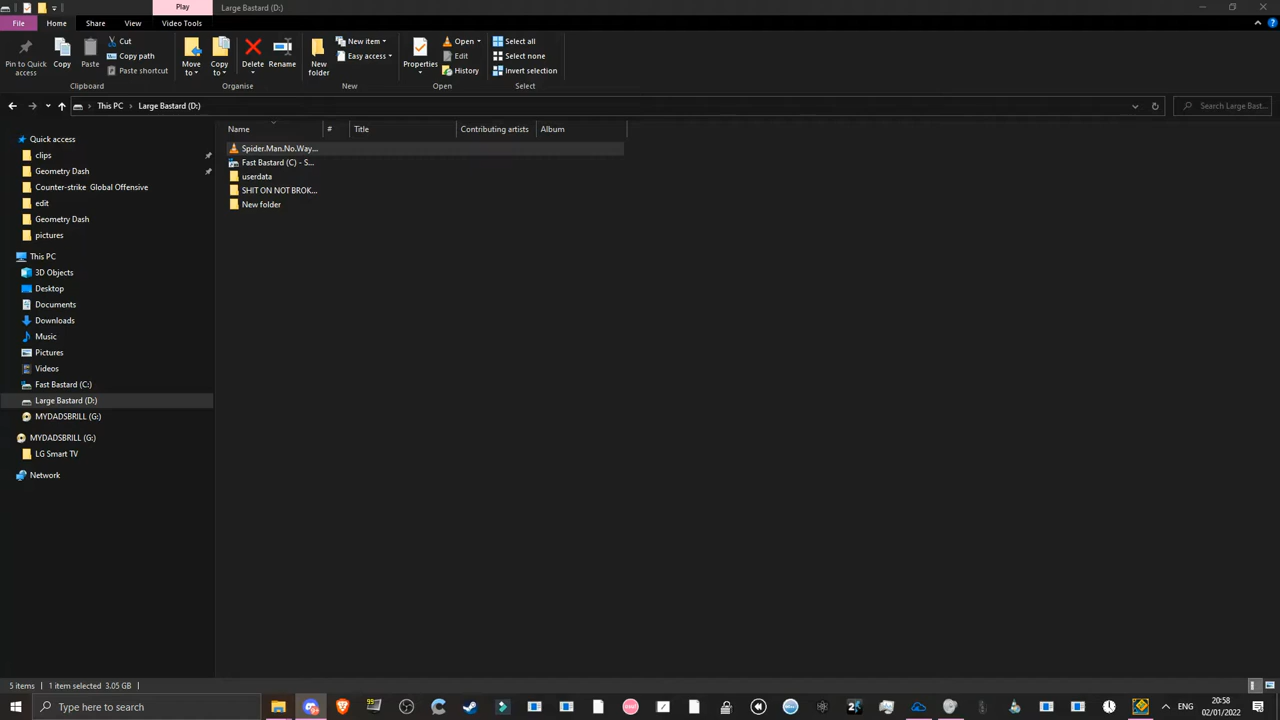 Play
Large Bastard (D:)
File
Home
Share
View
Video Tools
Pin to Quick access
Copy
Paste
Cut
Copy path
Paste shortcut
Clipboard
Move to
Copy to
Delete
Rename
Organise
New folder
New item
Easy access
New
Properties
Open
Edit
History
Open
Select all
Select none
Invert selection
Select
This PC
Large Bastard (D:)
Search Large Bast...
Name
#
Title
Contributing artists
Album
Spider.Man.No.Way...
Fast Bastard (C) - S...
userdata
SHIT ON NOT BROK...
New folder
Quick access
clips
Geometry Dash
Counter-strike Global Offensive
edit
Geometry Dash
pictures
This PC
3D Objects
Desktop
Documents
Downloads
Music
Pictures
Videos
Fast Bastard (C:)
Large Bastard (D:)
MYDADSBRILL (G:)
MYDADSBRILL (G:)
LG Smart TV
Network
5 items
1 item selected 3.05 GB
Type here to search
ENG
20:58
02/01/2022